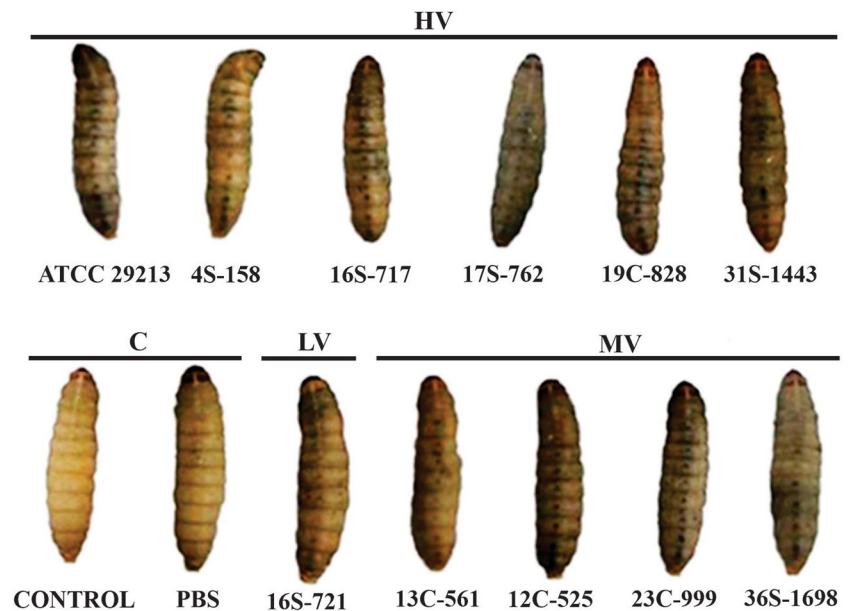 HV
ATCC 29213 4S-158 16S-717 17S-762 19C-828 31S-1443
C LV MV
CONTROL PBS 16S-721 13C-561 12C-525 23C-999 36S-1698